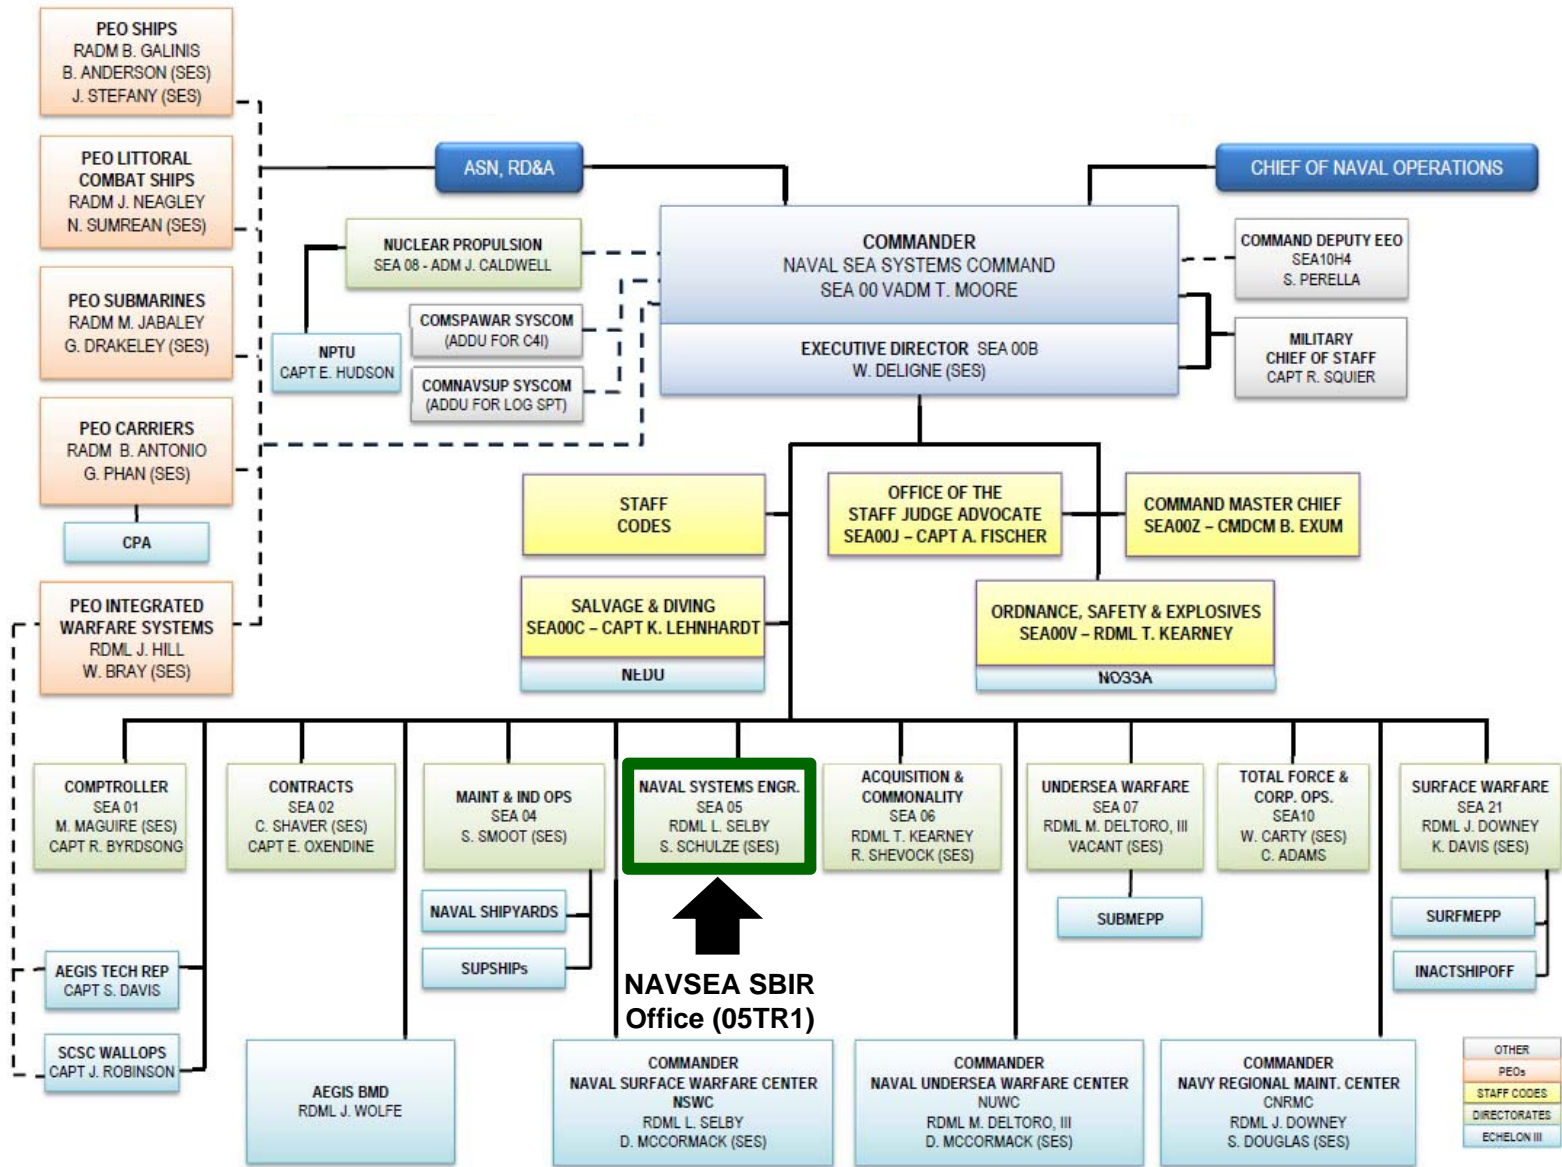 PEO SHIPS
RADM B. GALINIS
B. ANDERSON (SES)
J. STEFANY (SES)
PEO LITTORAL
COMBAT SHIPS
RADM J. NEAGLEY
N. SUMREAN (SES)
PEO SUBMARINES
RADM M. JABALEY
G. DRAKELEY (SES)
PEO CARRIERS
RADM B. ANTONIO
G. PHAN (SES)
CPA
PEO INTEGRATED
WARFARE SYSTEMS
RDML J. HILL
W. BRAY (SES)
ASN, RD&A
CHIEF OF NAVAL OPERATIONS
NUCLEAR PROPULSION
SEA 08 - ADM J. CALDWELL
NPTU
CAPT E. HUDSON
COMSPAWAR SYSCOM
(ADDU FOR C4I)
COMNAVSUP SYSCOM
(ADDU FOR LOG SPT)
COMMANDER
NAVAL SEA SYSTEMS COMMAND
SEA 00 VADM T. MOORE
EXECUTIVE DIRECTOR SEA 00B
W. DELIGNE (SES)
COMMAND DEPUTY EEO
SEA10H4
S. PERELLA
MILITARY
CHIEF OF STAFF
CAPT R. SQUIER
STAFF
CODES
OFFICE OF THE
STAFF JUDGE ADVOCATE
SEA00J – CAPT A. FISCHER
COMMAND MASTER CHIEF
SEA00Z – CMDCM B. EXUM
SALVAGE & DIVING
SEA00C – CAPT K. LEHNHARDT
NEDU
ORDNANCE, SAFETY & EXPLOSIVES
SEA00V – RDML T. KEARNEY
NOSSA
COMPTROLLER
SEA 01
M. MAGUIRE (SES)
CAPT R. BYRDSONG
CONTRACTS
SEA 02
C. SHAVER (SES)
CAPT E. OXENDINE
MAINT & IND OPS
SEA 04
S. SMOOT (SES)
NAVAL SYSTEMS ENGR.
SEA 05
RDML L. SELBY
S. SCHULZE (SES)
ACQUISITION &
COMMONALITY
SEA 06
RDML T. KEARNEY
R. SHEVOCK (SES)
UNDERSEA WARFARE
SEA 07
RDML M. DELTORO, III
VACANT (SES)
TOTAL FORCE &
CORP. OPS.
SEA10
W. CARTY (SES)
C. ADAMS
SURFACE WARFARE
SEA 21
RDML J. DOWNEY
K. DAVIS (SES)
NAVAL SHIPYARDS
SUPSHIPs
SUBMEPP
SURFMEPP
INACTSHIPOFF
AEGIS TECH REP
CAPT S. DAVIS
SCSC WALLOPS
CAPT J. ROBINSON
NAVSEA SBIR
Office (05TR1)
AEGIS BMD
RDML J. WOLFE
COMMANDER
NAVAL SURFACE WARFARE CENTER
NSWC
RDML L. SELBY
D. MCCORMACK (SES)
COMMANDER
NAVAL UNDERSEA WARFARE CENTER
NUWC
RDML M. DELTORO, III
D. MCCORMACK (SES)
COMMANDER
NAVY REGIONAL MAINT. CENTER
CNRMC
RDML J. DOWNEY
S. DOUGLAS (SES)
OTHER
PEOs
STAFF CODES
DIRECTORATES
ECHELON III